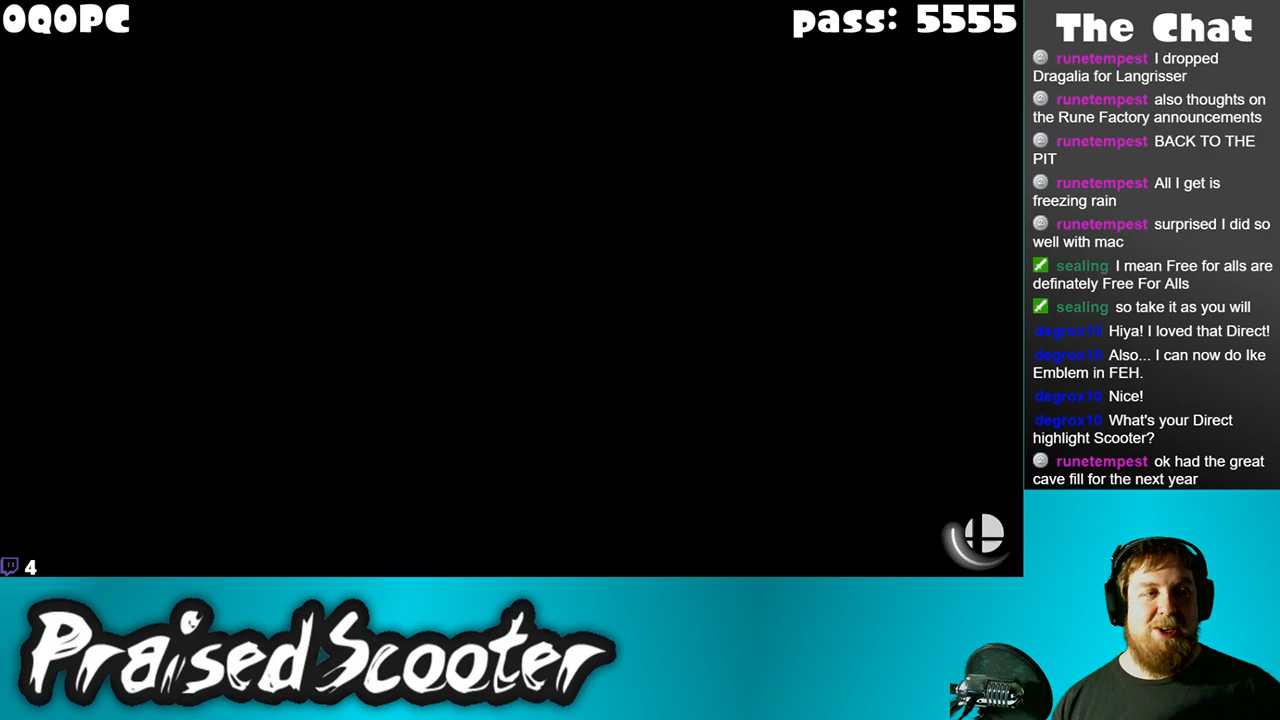 0Q0PC
pass: 5555
The Chat
runetempest I dropped
Dragalia for Langrisser
runetempest also thoughts on
the Rune Factory announcements
runetempest BACK TO THE
PIT
runetempest All I get is
freezing rain
runetempest surprised I did so
well with mac
sealing I mean Free for alls are
definately Free For Alls
sealing so take it as you will
degrox10 Hiya! I loved that Direct!
degrox10 Also... I can now do Ike
Emblem in FEH.
degrox10 Nice!
degrox10 What's your Direct
highlight Scooter?
runetempest ok had the great
cave fill for the next year
4
PraisedScooter